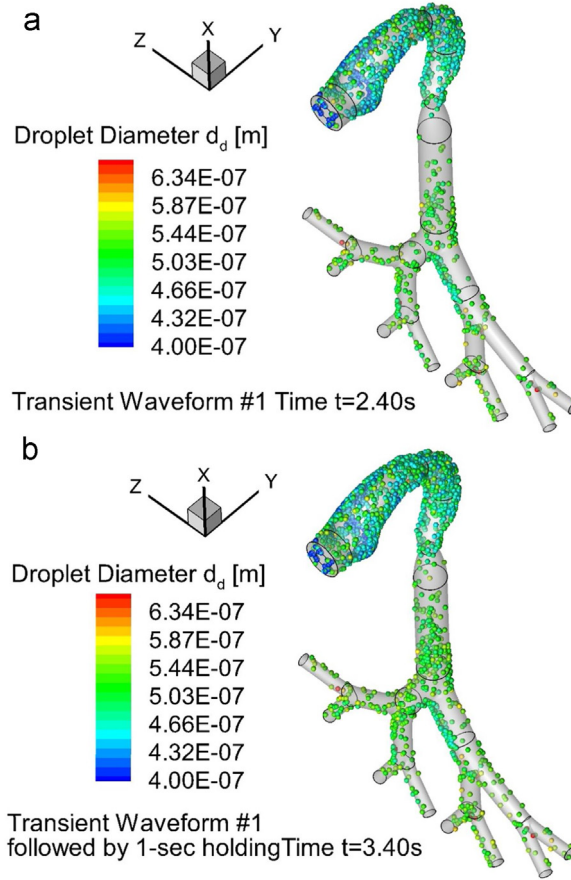 a
X
Z
Y
Droplet Diameter d_d [m]
6.34E-07
5.87E-07
5.44E-07
5.03E-07
4.66E-07
4.32E-07
4.00E-07
Transient Waveform #1 Time t=2.40s
b
X
Z
Y
Droplet Diameter d_d [m]
6.34E-07
5.87E-07
5.44E-07
5.03E-07
4.66E-07
4.32E-07
4.00E-07
Transient Waveform #1
followed by 1-sec holdingTime t=3.40s